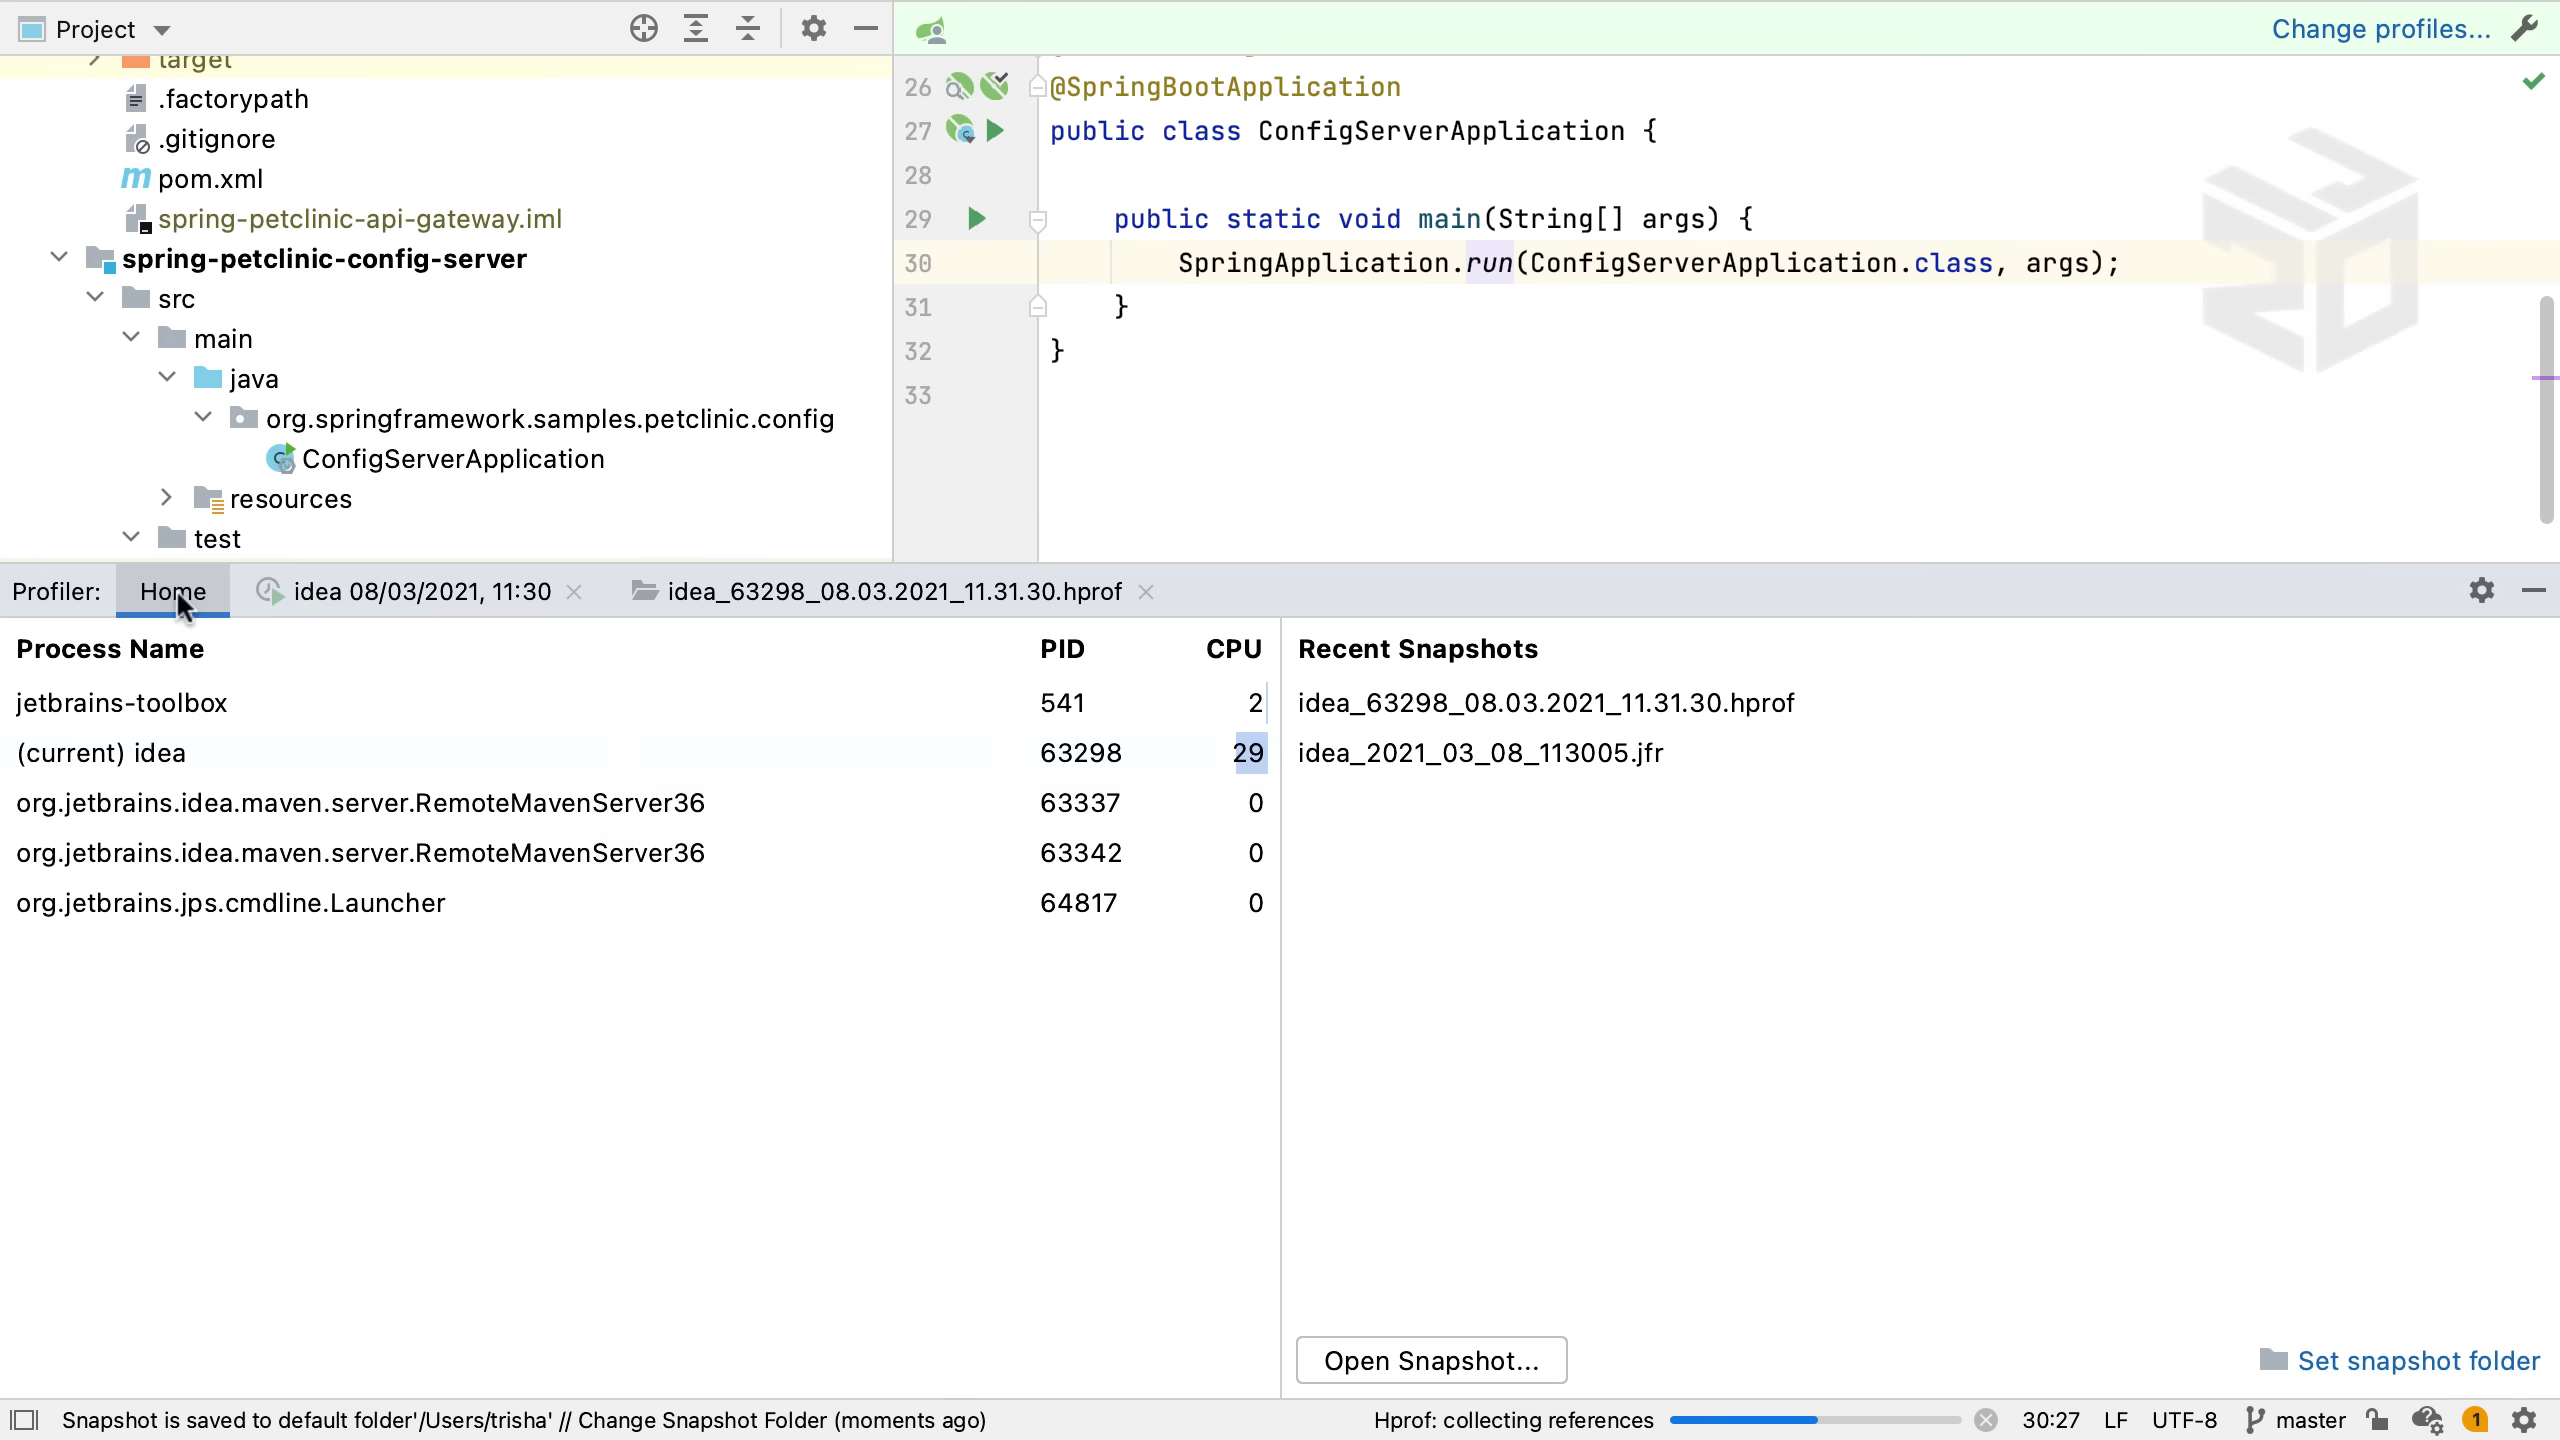 Project
target
.factorypath
.gitignore
pom.xml
spring-petclinic-api-gateway.iml
spring-petclinic-config-server
src
main
java
org.springframework.samples.petclinic.config
ConfigServerApplication
resources
test
Change profiles...
26 @SpringBootApplication
27 public class ConfigServerApplication {
28
29 public static void main(String[] args) {
30 SpringApplication.run(ConfigServerApplication.class, args);
31 }
32 }
33
Profiler: Home idea 08/03/2021, 11:30 idea_63298_08.03.2021_11.31.30.hprof
Process Name PID CPU
jetbrains-toolbox 541 2
(current) idea 63298 29
org.jetbrains.idea.maven.server.RemoteMavenServer36 63337 0
org.jetbrains.idea.maven.server.RemoteMavenServer36 63342 0
org.jetbrains.jps.cmdline.Launcher 64817 0
Recent Snapshots
idea_63298_08.03.2021_11.31.30.hprof
idea_2021_03_08_113005.jfr
Open Snapshot...
Set snapshot folder
Snapshot is saved to default folder'/Users/trisha' // Change Snapshot Folder (moments ago) Hprof: collecting references 30:27 LF UTF-8 master 1